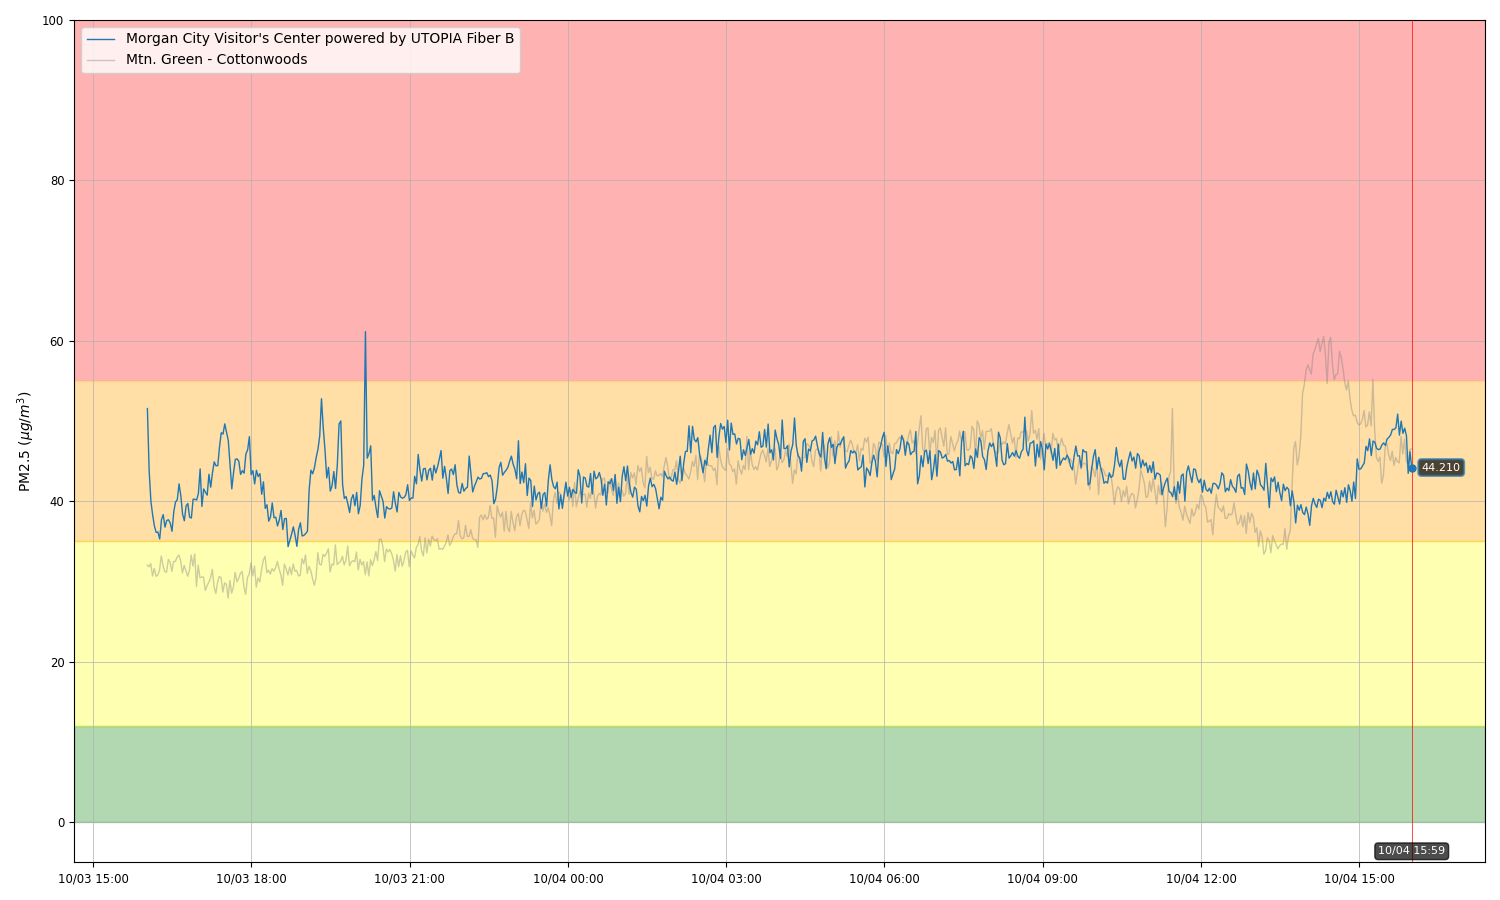 100
Morgan City Visitor's Center powered by UTOPIA Fiber B
Mtn. Green - Cottonwoods
80
60
PM2.5 (µg/m³)
44.210
40
20
0
10/04 15:59
10/03 15:00 10/03 18:00 10/03 21:00 10/04 00:00 10/04 03:00 10/04 06:00 10/04 09:00 10/04 12:00 10/04 15:00